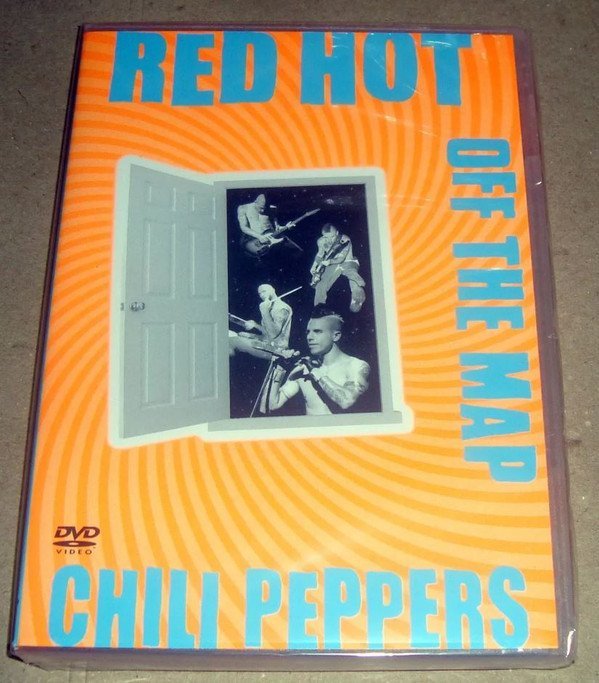 RED HOT
OFF THE MAP
DVD
VIDEO
CHILI PEPPERS